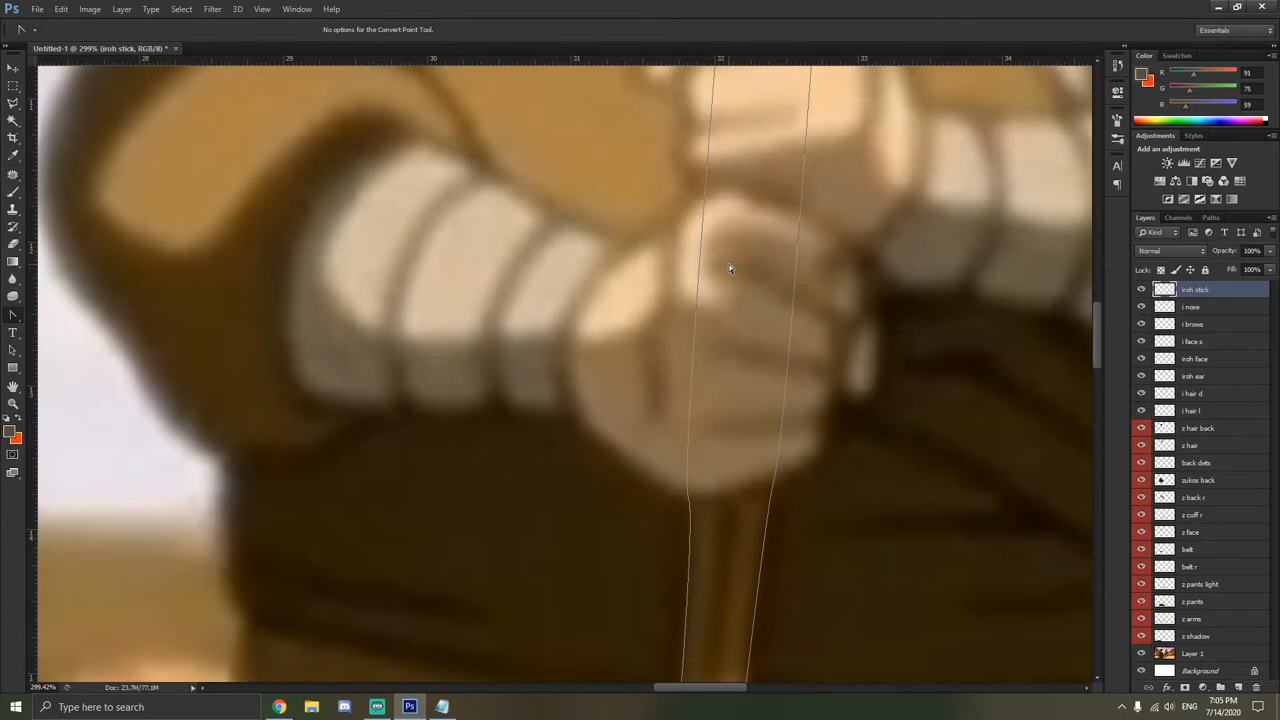 Ps File Edit Image Layer Type Select Filter 3D View Window Help
No options for the Convert Point Tool.
Essentials
Untitled-1 @ 299% (iroh stick, RGB/8) *
28 29 30 31 32 33 34
Color Swatches
R 91
G 75
B 59
Adjustments Styles
Add an adjustment
Layers Channels Paths
Kind
Normal Opacity: 100%
Lock: Fill: 100%
iroh stick
i nose
i brows
i face s
iroh face
iroh ear
i hair d
i hair l
z hair back
z hair
back dets
zukos back
z back r
z cuff r
z face
belt
belt r
z pants light
z pants
z arms
z shadow
Layer 1
Background
299.42% Doc: 23.7M/77.1M
Type here to search
ENG
7:05 PM
7/14/2020